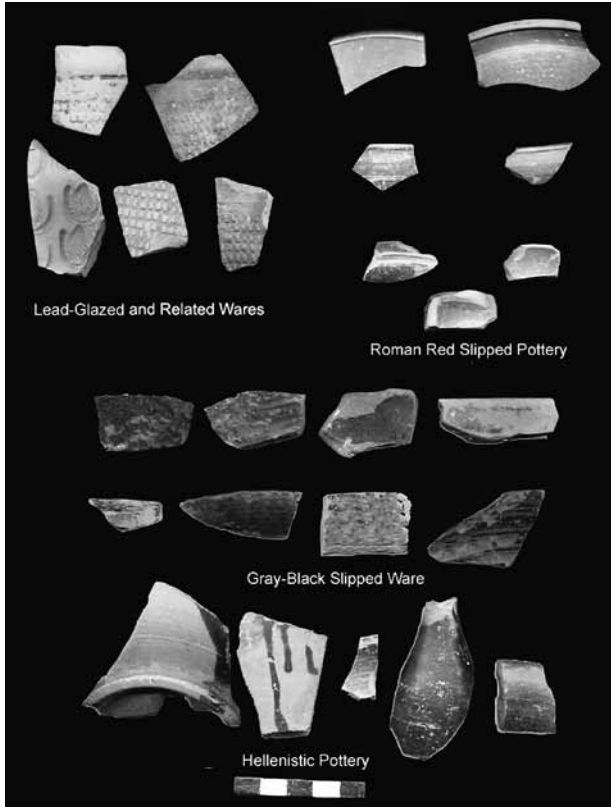 Lead-Glazed and Related Wares
Roman Red Slipped Pottery
Gray-Black Slipped Ware
Hellenistic Pottery